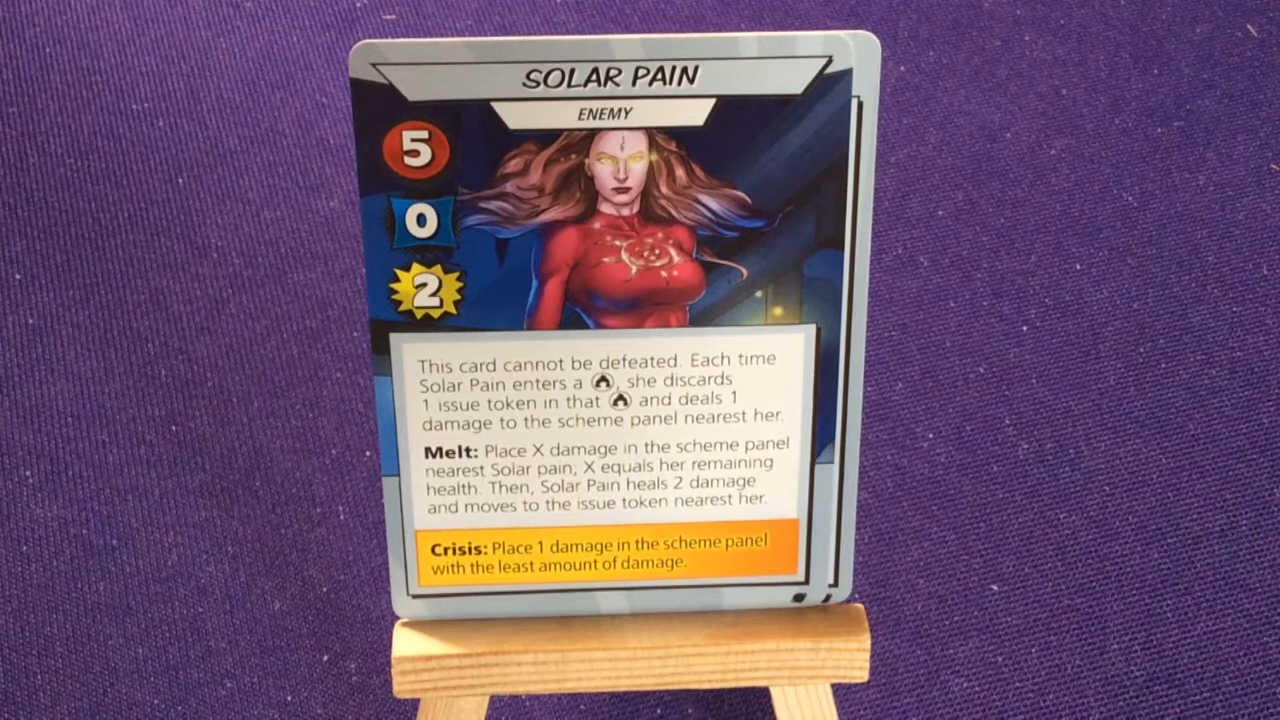 SOLAR PAIN
ENEMY
5
0
2
This card cannot be defeated. Each time
Solar Pain enters a , she discards
1 issue token in that and deals 1
damage to the scheme panel nearest her.
Melt: Place X damage in the scheme panel
nearest Solar pain; X equals her remaining
health. Then, Solar Pain heals 2 damage
and moves to the issue token nearest her.
Crisis: Place 1 damage in the scheme panel
with the least amount of damage.